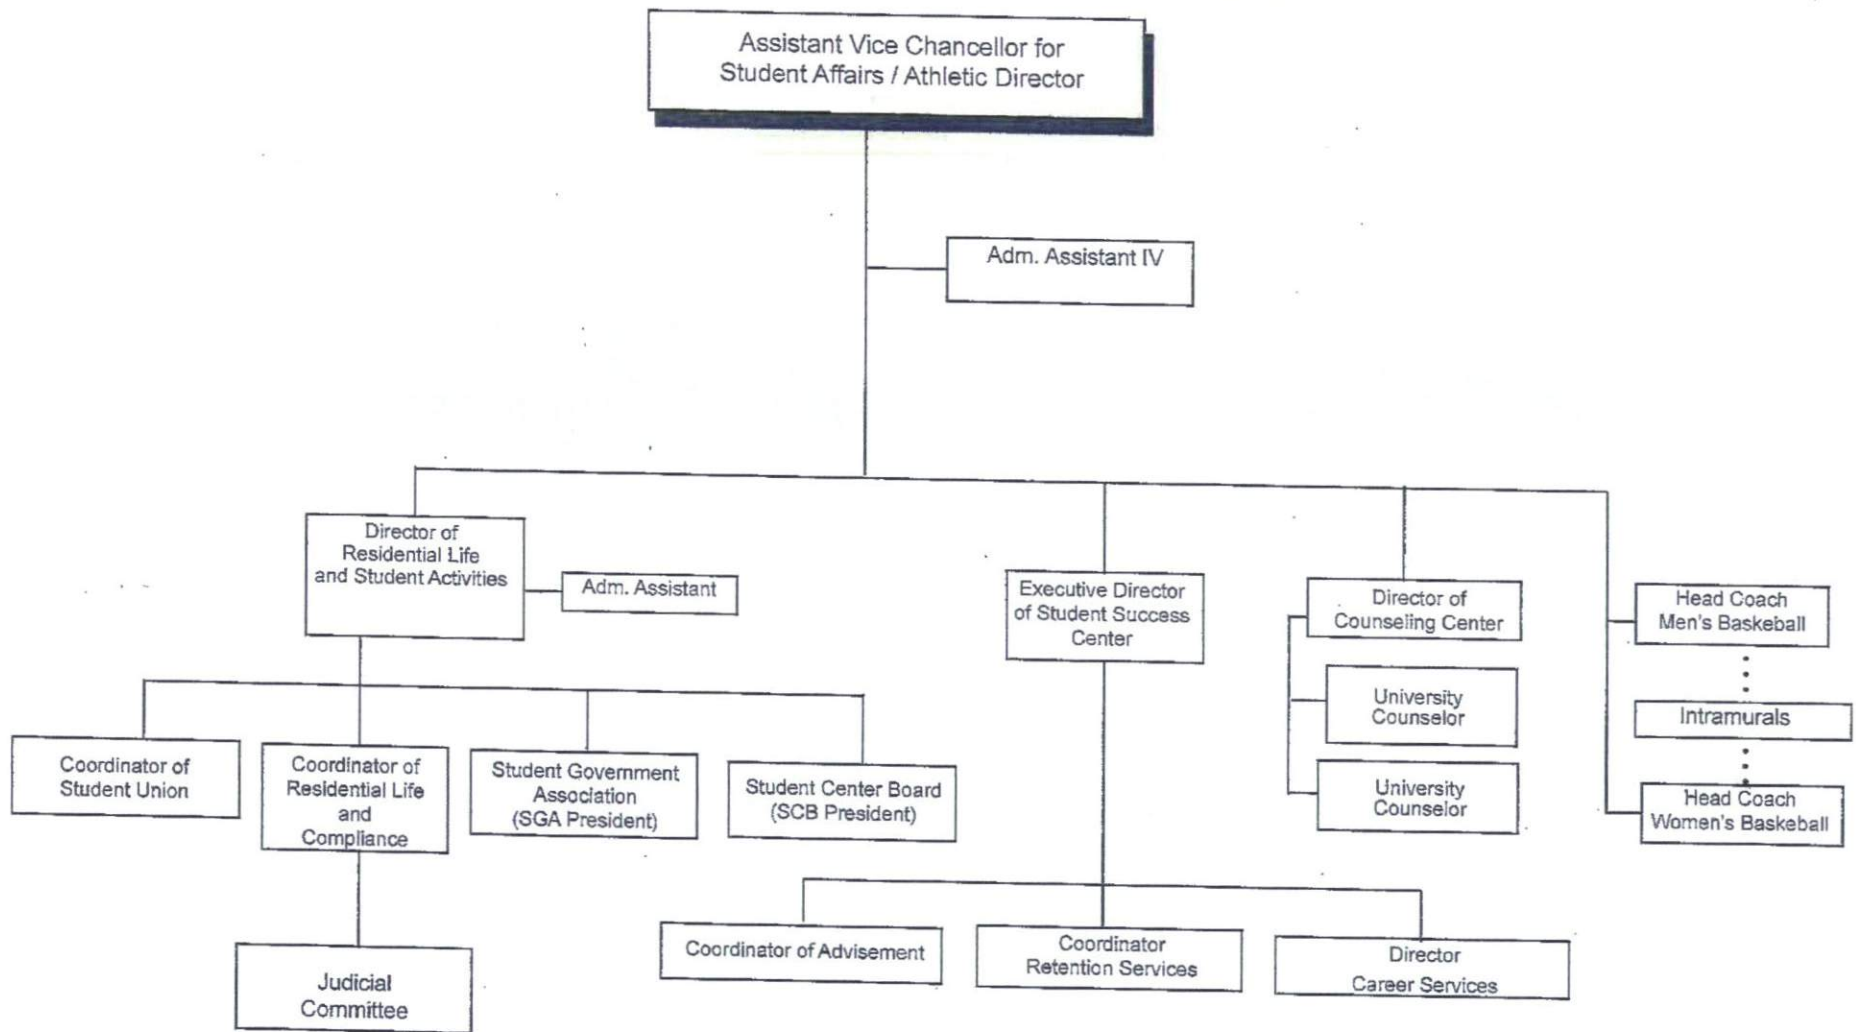 Assistant Vice Chancellor for
Student Affairs / Athletic Director
Adm. Assistant IV
Director of
Residential Life
and Student Activities
Adm. Assistant
Executive Director
of Student Success
Center
Director of
Counseling Center
Head Coach
Men's Baskeball
University
Counselor
Intramurals
University
Counselor
Head Coach
Women's Baskeball
Coordinator of
Student Union
Coordinator of
Residential Life
and
Compliance
Student Government
Association
(SGA President)
Student Center Board
(SCB President)
Coordinator of Advisement
Coordinator
Retention Services
Director
Career Services
Judicial
Committee